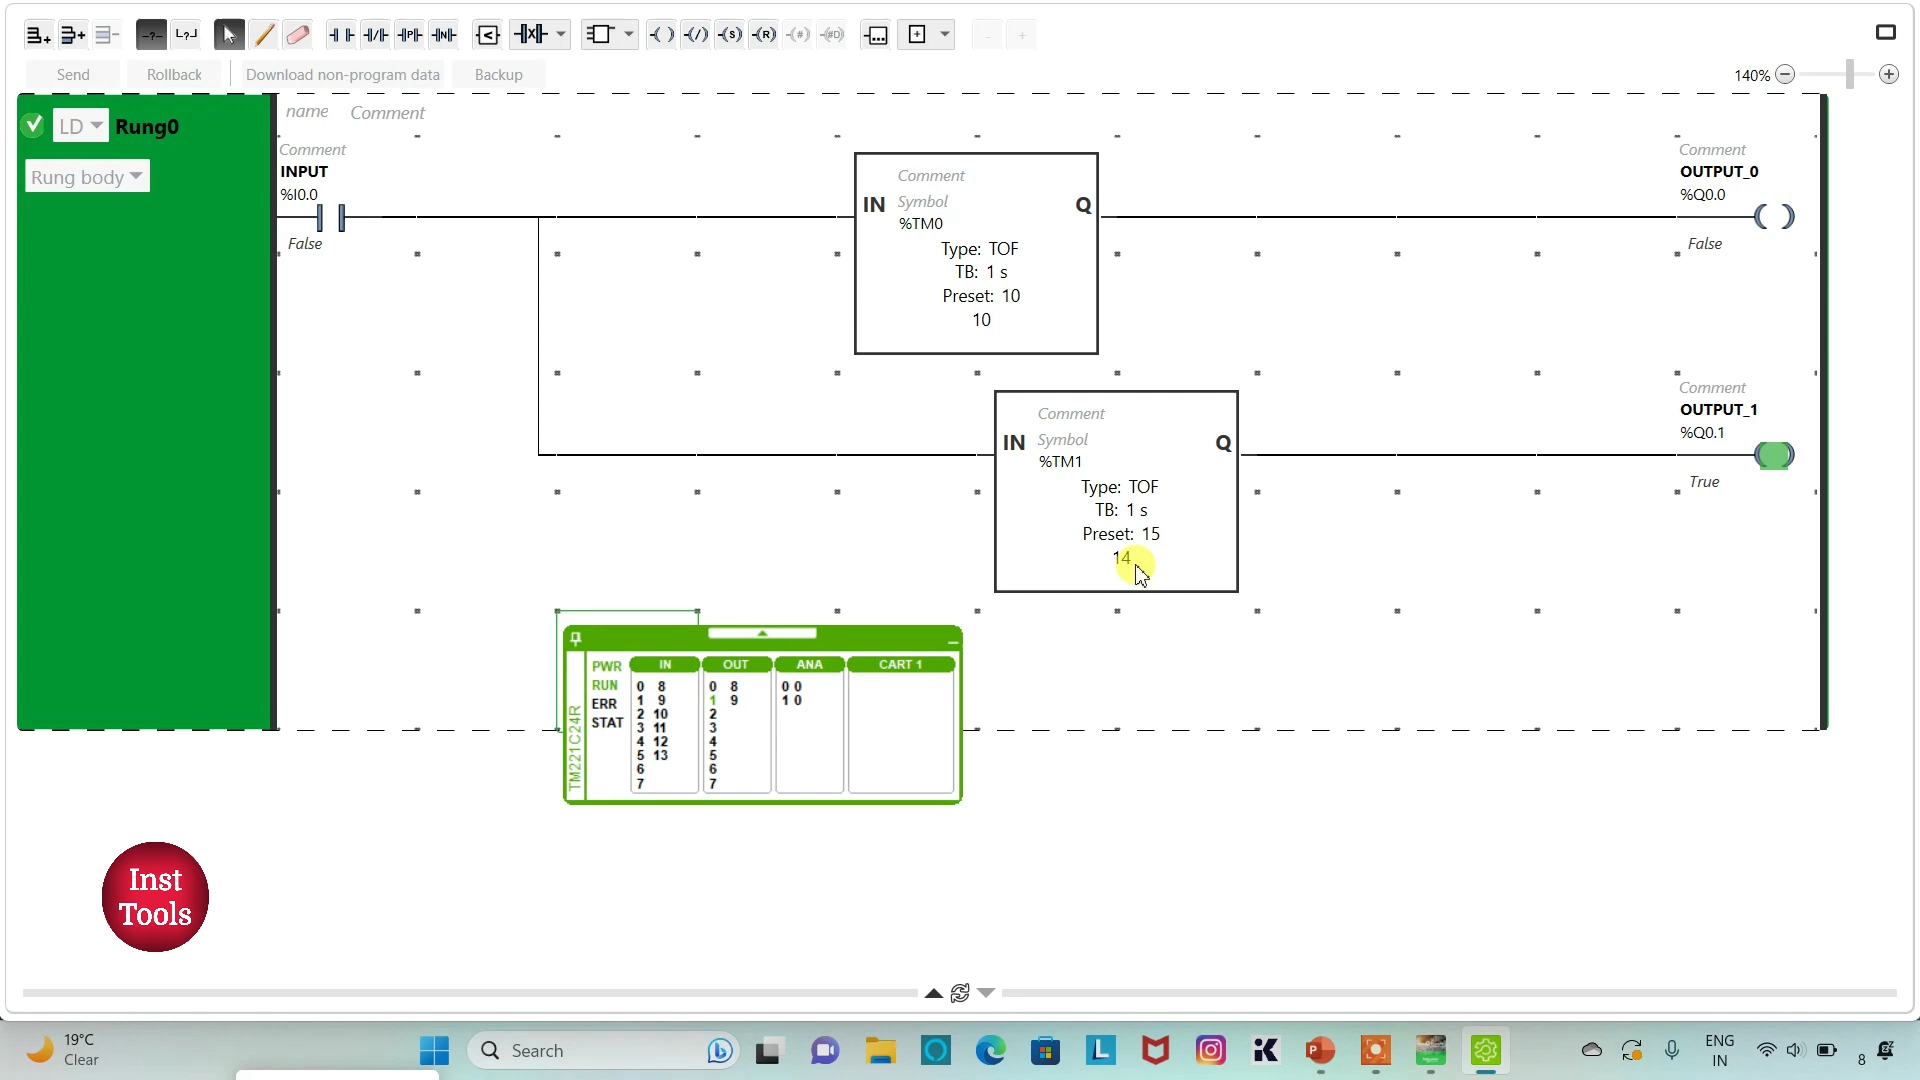 Send
Rollback
Download non-program data
Backup
140%
LD
Rung0
name
Comment
Rung body
Comment
INPUT
%I0.0
False
Comment
IN
Symbol
Q
%TM0
Type: TOF
TB: 1 s
Preset: 10
10
Comment
OUTPUT_0
%Q0.0
False
Comment
IN
Symbol
Q
%TM1
Type: TOF
TB: 1 s
Preset: 15
14
Comment
OUTPUT_1
%Q0.1
True
TM221C24R
PWR
RUN
ERR
STAT
IN
0 8
1 9
2 10
3 11
4 12
5 13
6
7
OUT
0 8
1 9
2
3
4
5
6
7
ANA
0 0
1 0
CART 1
Inst
Tools
19°C
Clear
Search
ENG
IN
8